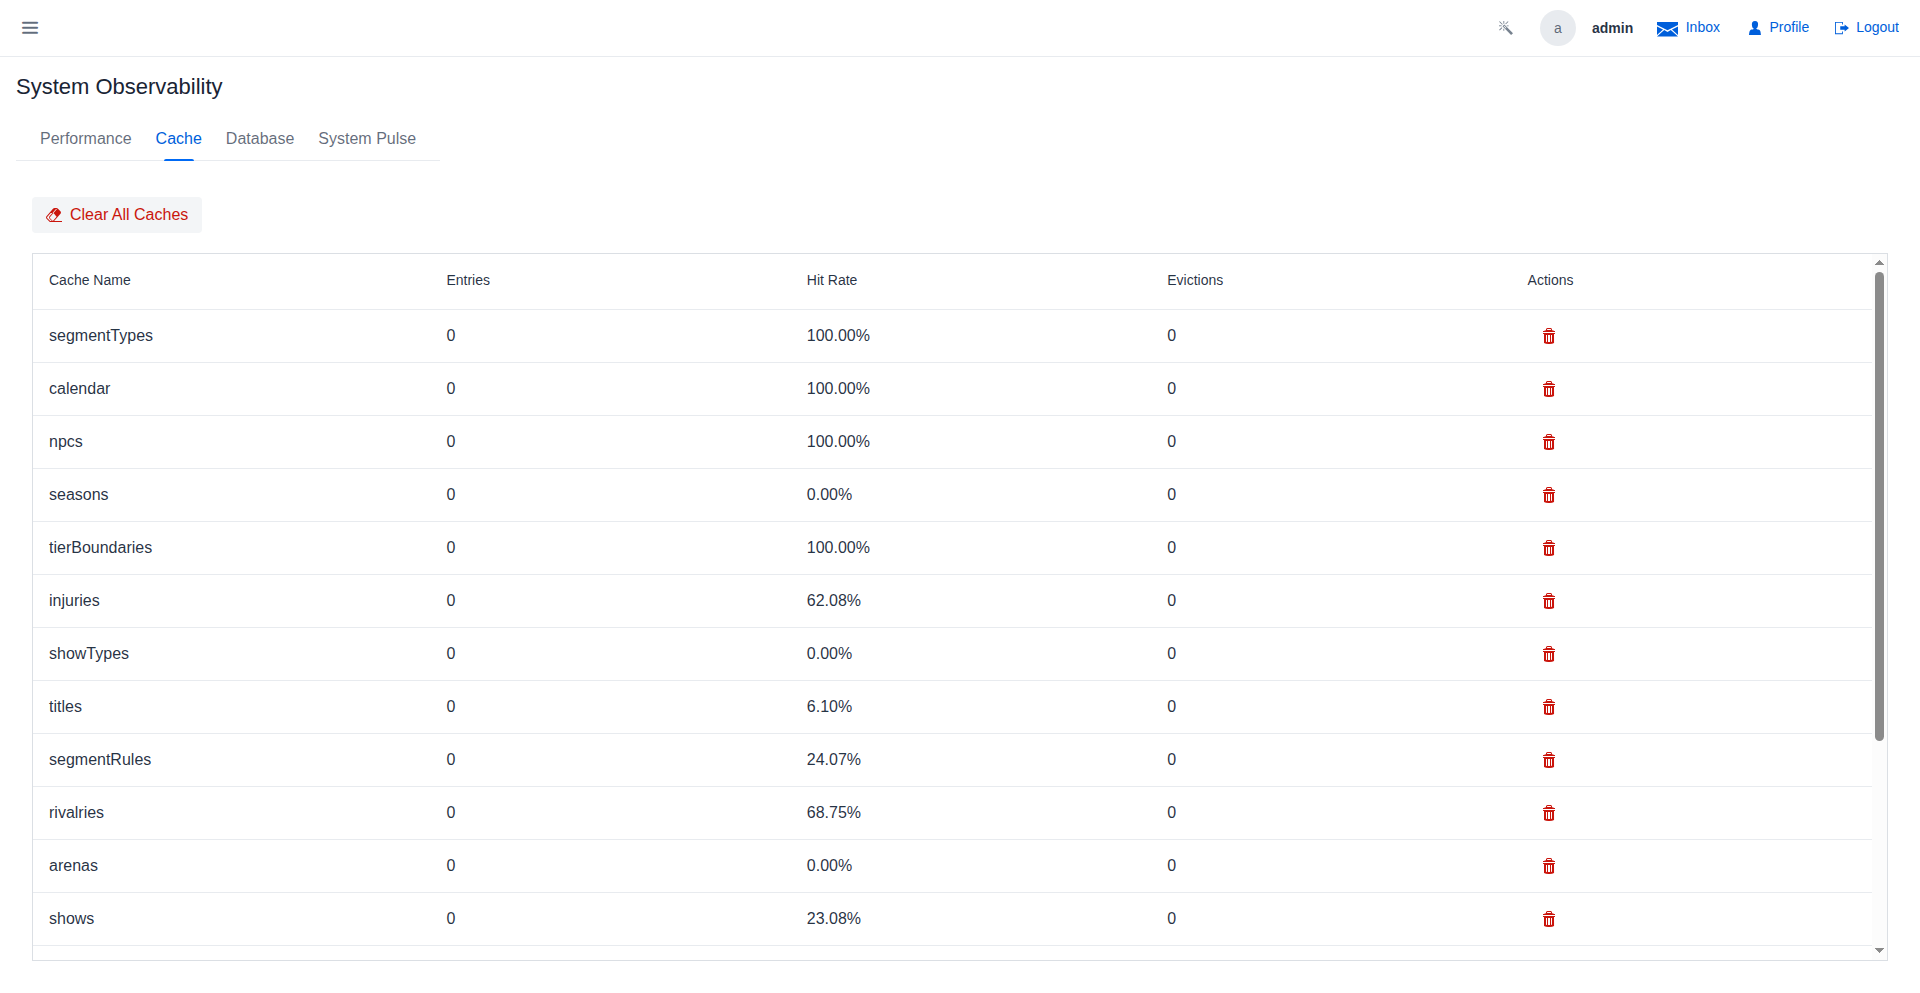 a admin Inbox Profile Logout
System Observability
Performance Cache Database System Pulse
Clear All Caches
Cache Name Entries Hit Rate Evictions Actions
segmentTypes 0 100.00% 0
calendar 0 100.00% 0
npcs 0 100.00% 0
seasons 0 0.00% 0
tierBoundaries 0 100.00% 0
injuries 0 62.08% 0
showTypes 0 0.00% 0
titles 0 6.10% 0
segmentRules 0 24.07% 0
rivalries 0 68.75% 0
arenas 0 0.00% 0
shows 0 23.08% 0